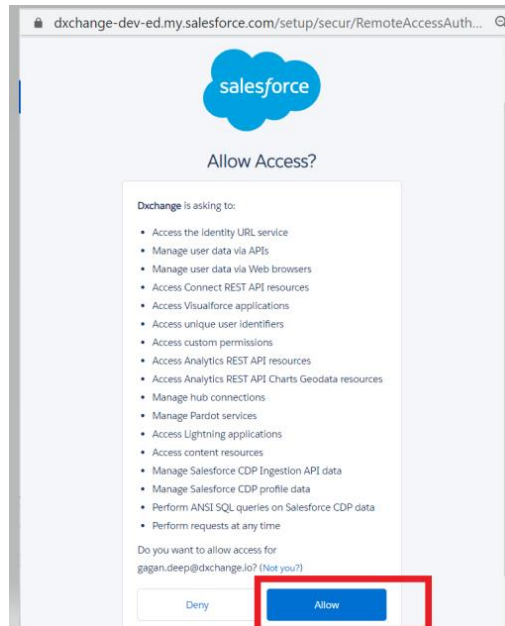 dxchange-dev-ed.my.salesforce.com/setup/secur/RemoteAccessAuth...
salesforce
Allow Access?
Dxchange is asking to:
• Access the identity URL service
• Manage user data via APIs
• Manage user data via Web browsers
• Access Connect REST API resources
• Access Visualforce applications
• Access unique user identifiers
• Access custom permissions
• Access Analytics REST API resources
• Access Analytics REST API Charts Geodata resources
• Manage hub connections
• Manage Pardot services
• Access Lightning applications
• Access content resources
• Manage Salesforce CDP Ingestion API data
• Manage Salesforce CDP profile data
• Perform ANSI SQL queries on Salesforce CDP data
• Perform requests at any time
Do you want to allow access for
gagan.deep@dxchange.io? (Not you?)
Deny
Allow